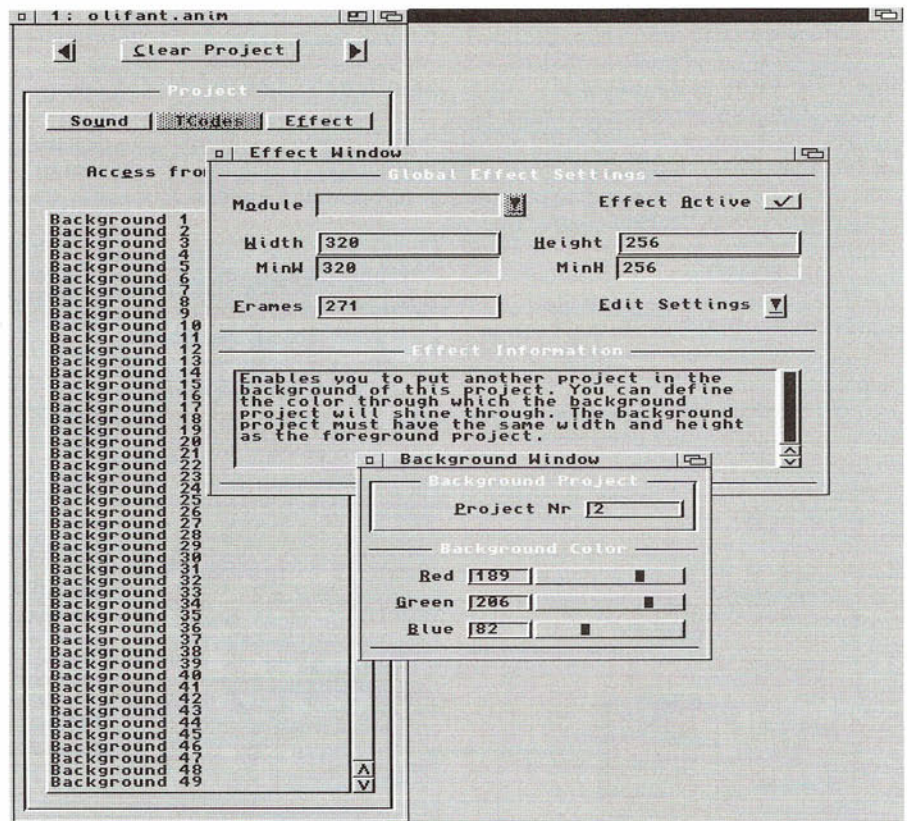 1: olifant.anim
Clear Project
Project
Sound TCodes Effect
Access fro
Background 1
Background 2
Background 3
Background 4
Background 5
Background 6
Background 7
Background 8
Background 9
Background 10
Background 11
Background 12
Background 13
Background 14
Background 15
Background 16
Background 17
Background 18
Background 19
Background 20
Background 21
Background 22
Background 23
Background 24
Background 25
Background 26
Background 27
Background 28
Background 29
Background 30
Background 31
Background 32
Background 33
Background 34
Background 35
Background 36
Background 37
Background 38
Background 39
Background 40
Background 41
Background 42
Background 43
Background 44
Background 45
Background 46
Background 47
Background 48
Background 49
Effect Window
Global Effect Settings
Module Effect Active
Width 320 Height 256
MinW 320 MinH 256
Frames 271 Edit Settings
Effect Information
Enables you to put another project in the
background of this project. You can define
the color through which the background
project will shine through. The background
project must have the same width and height
as the foreground project.
Background Window
Background Project
Project Nr 2
Background Color
Red 189
Green 206
Blue 82